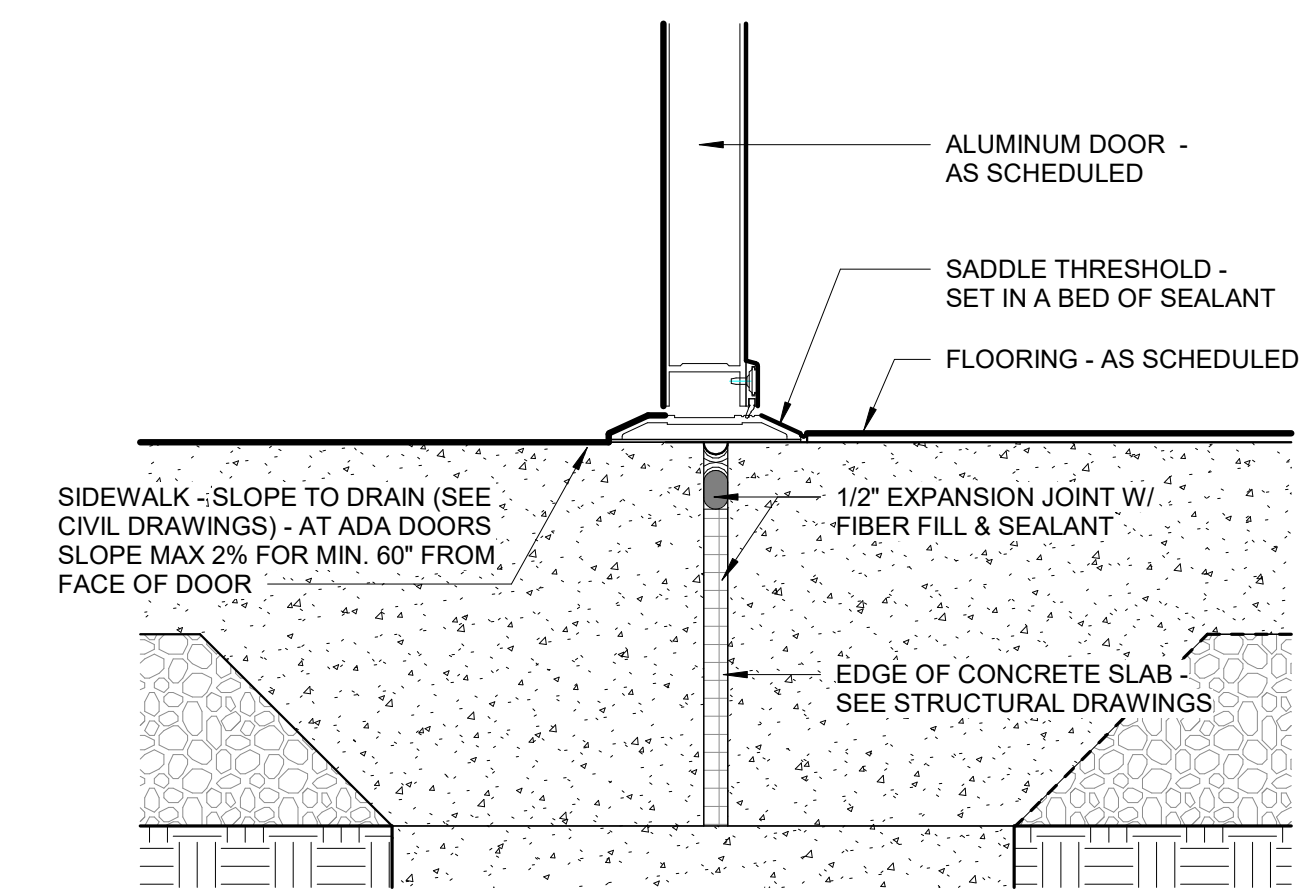 ALUMINUM DOOR -
AS SCHEDULED
SADDLE THRESHOLD -
SET IN A BED OF SEALANT
FLOORING - AS SCHEDULED
SIDEWALK - SLOPE TO DRAIN (SEE
CIVIL DRAWINGS) - AT ADA DOORS
SLOPE MAX 2% FOR MIN. 60" FROM
FACE OF DOOR
1/2" EXPANSION JOINT W/
FIBER FILL & SEALANT
EDGE OF CONCRETE SLAB -
SEE STRUCTURAL DRAWINGS